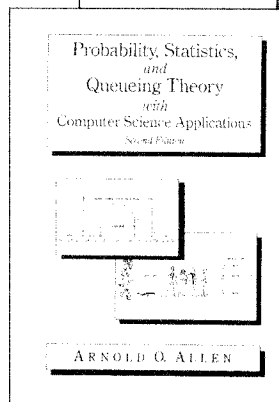 Probability, Statistics,
and
Queueing Theory
with
Computer Science Applications
Second Edition
ARNOLD O. ALLEN